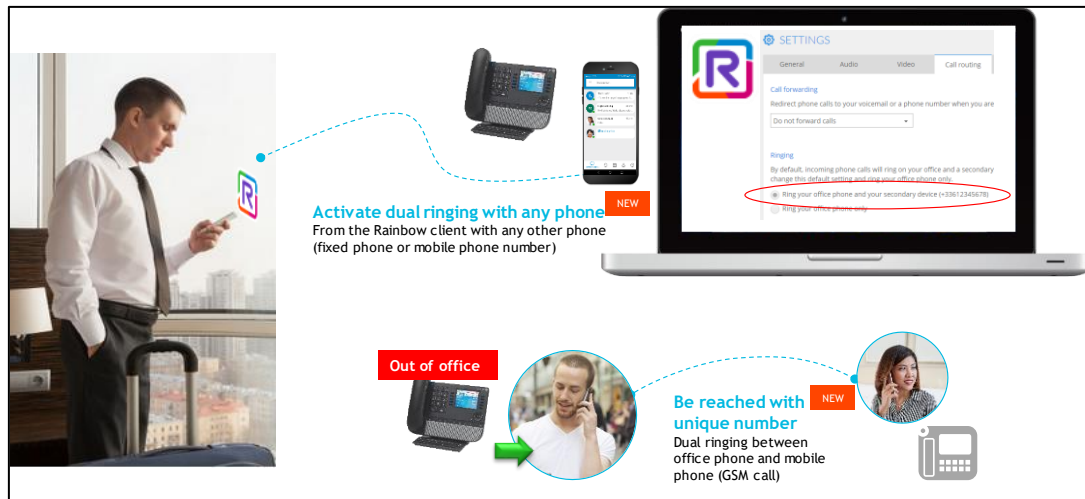 SETTINGS
General Audio Video Call routing
Call forwarding
Redirect phone calls to your voicemail or a phone number when you are
Do not forward calls
Ringing
By default, incoming phone calls will ring on your office and a secondary
change this default setting and ring your office phone only.
Ring your office phone and your secondary device (+33612345678)
Ring your office phone only
R
NEW
Activate dual ringing with any phone
From the Rainbow client with any other phone
(fixed phone or mobile phone number)
Out of office
Be reached with
unique number
NEW
Dual ringing between
office phone and mobile
phone (GSM call)